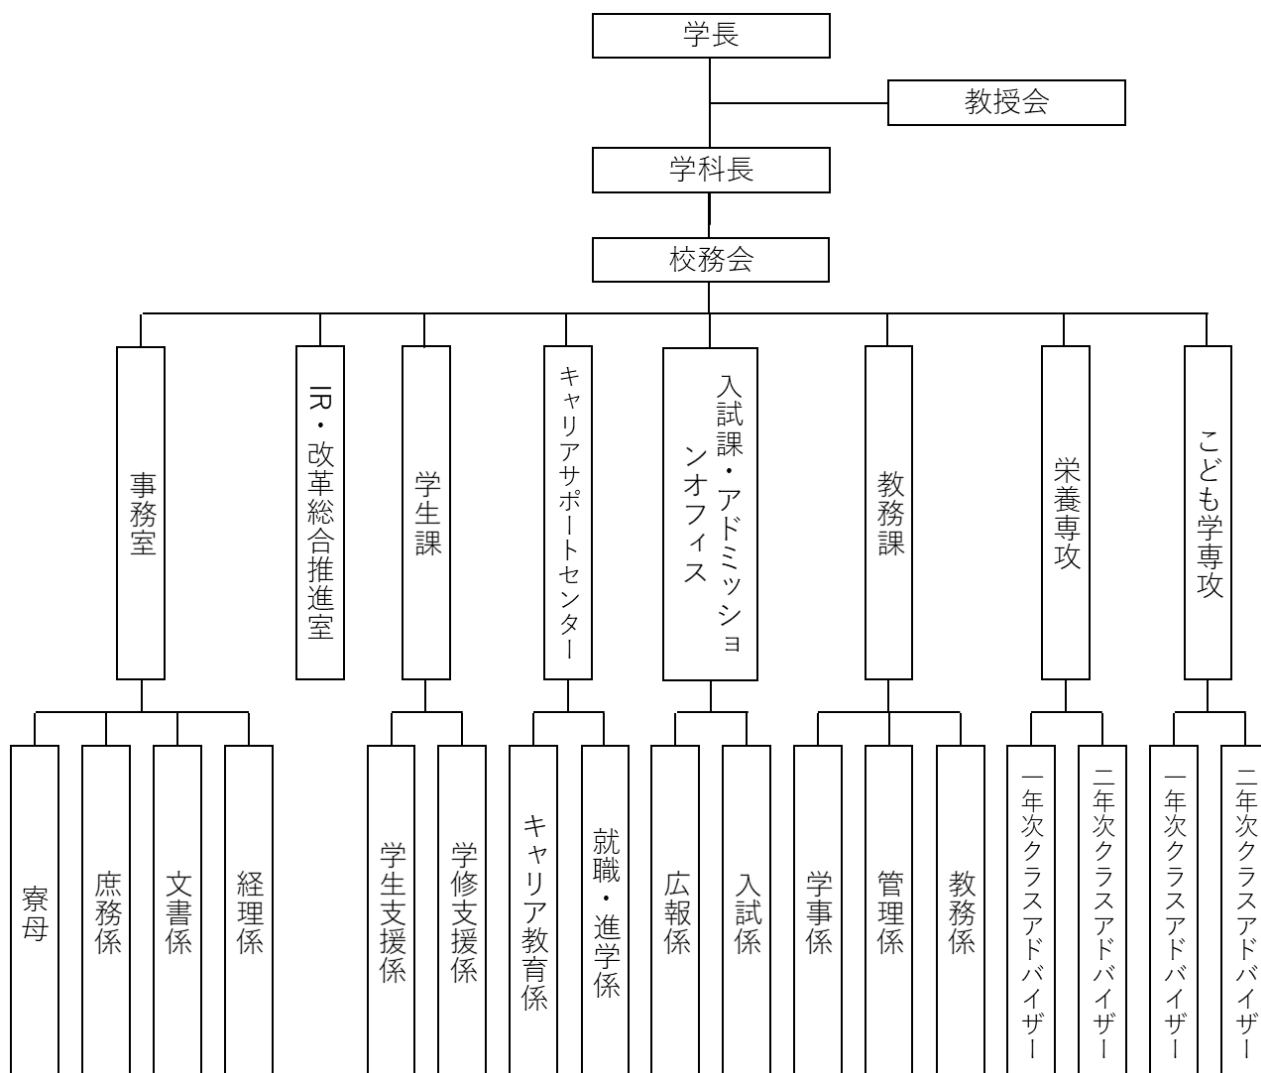 学長
教授会
学科長
校務会
事務室
IR・改革総合推進室
学生課
キャリアサポートセンター
入試課・アドミッショ
ンオフィス
教務課
栄養専攻
こども学専攻
寮母
庶務係
文書係
経理係
学生支援係
学修支援係
キャリア教育係
就職・進学係
広報係
入試係
学事係
管理係
教務係
一年次クラスアドバイザー
二年次クラスアドバイザー
一年次クラスアドバイザー
二年次クラスアドバイザー